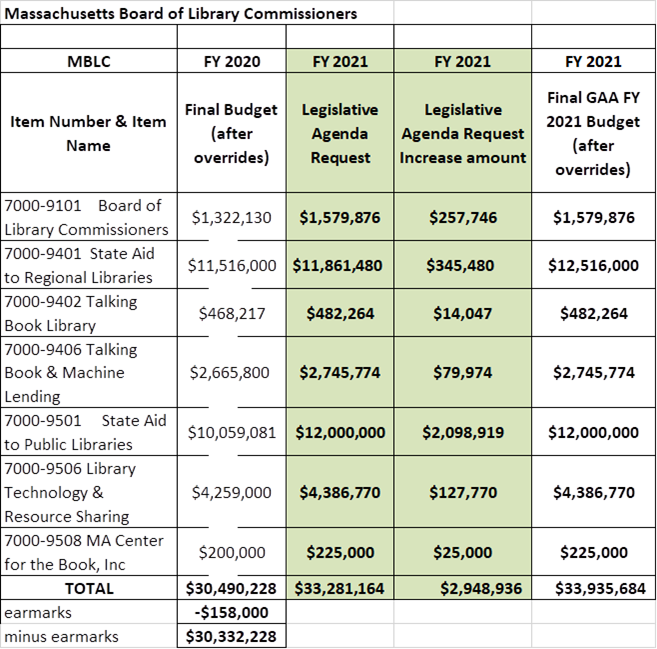 Massachusetts Board of Library Commissioners
MBLC FY 2020 FY 2021 FY 2021 FY 2021
Item Number & Item Name Final Budget (after overrides) Legislative Agenda Request Legislative Agenda Request Increase amount Final GAA FY 2021 Budget (after overrides)
7000-9101 Board of Library Commissioners $1,322,130 $1,579,876 $257,746 $1,579,876
7000-9401 State Aid to Regional Libraries $11,516,000 $11,861,480 $345,480 $12,516,000
7000-9402 Talking Book Library $468,217 $482,264 $14,047 $482,264
7000-9406 Talking Book & Machine Lending $2,665,800 $2,745,774 $79,974 $2,745,774
7000-9501 State Aid to Public Libraries $10,059,081 $12,000,000 $2,098,919 $12,000,000
7000-9506 Library Technology & Resource Sharing $4,259,000 $4,386,770 $127,770 $4,386,770
7000-9508 MA Center for the Book, Inc $200,000 $225,000 $25,000 $225,000
TOTAL $30,490,228 $33,281,164 $2,948,936 $33,935,684
earmarks -$158,000
minus earmarks $30,332,228